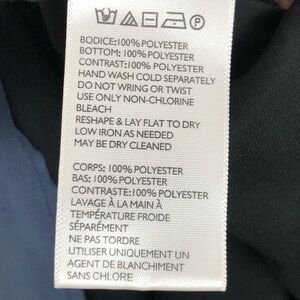 BODICE: 100% POLYESTER
BOTTOM: 100% POLYESTER
CONTRAST: 100% POLYESTER
HAND WASH COLD SEPARATELY
DO NOT WRING OR TWIST
USE ONLY NON-CHLORINE
BLEACH
RESHAPE & LAY FLAT TO DRY
LOW IRON AS NEEDED
MAY BE DRY CLEANED
CORPS: 100% POLYESTER
BAS: 100% POLYESTER
CONTRASTE: 100% POLYESTER
LAVAGE À LA MAIN À
TEMPÉRATURE FROIDE
SÉPARÉMENT
NE PAS TORDRE
UTILISER UNIQUEMENT UN
AGENT DE BLANCHIMENT
SANS CHLORE